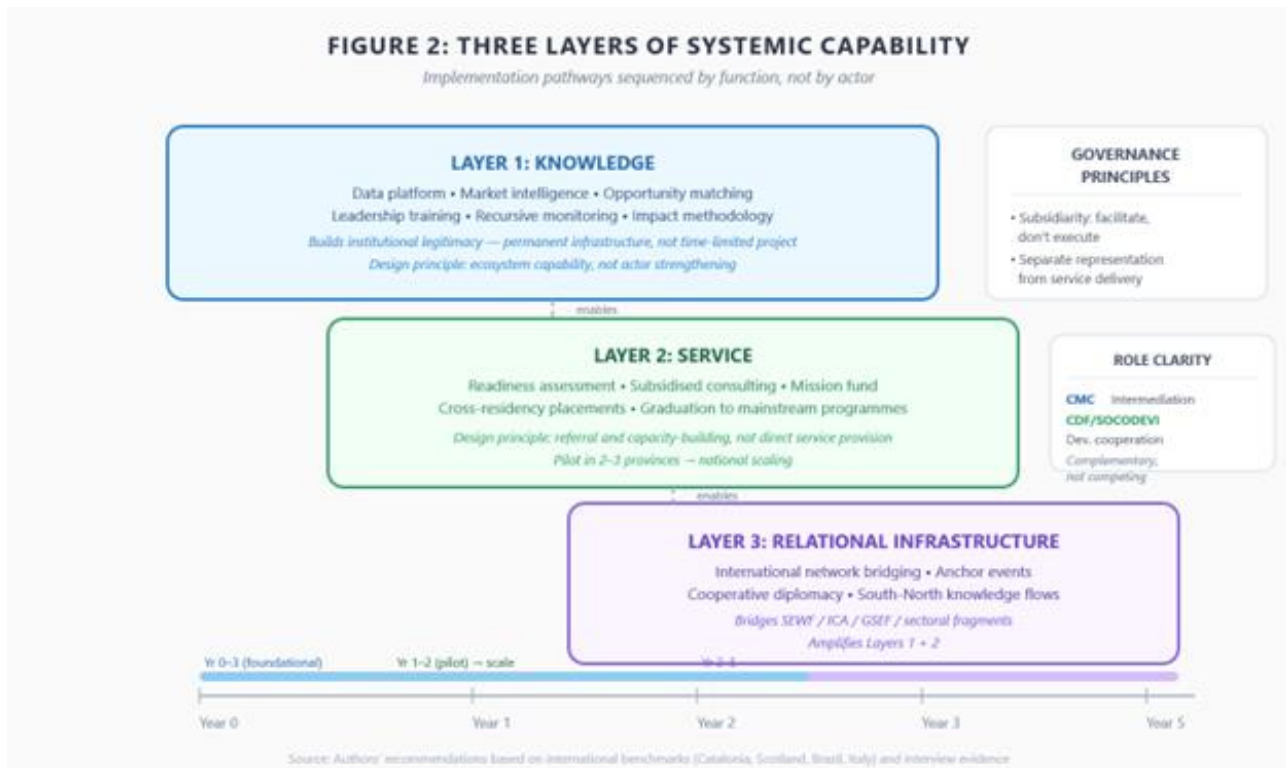 FIGURE 2: THREE LAYERS OF SYSTEMIC CAPABILITY
Implementation pathways sequenced by function, not by actor
LAYER 1: KNOWLEDGE
Data platform • Market intelligence • Opportunity matching
Leadership training • Recursive monitoring • Impact methodology
Builds institutional legitimacy — permanent infrastructure, not time-limited project
Design principle: ecosystem capability, not actor strengthening
GOVERNANCE
PRINCIPLES
• Subsidiarity: facilitate,
don't execute
• Separate representation
from service delivery
enables
LAYER 2: SERVICE
Readiness assessment • Subsidised consulting • Mission fund
Cross-residency placements • Graduation to mainstream programmes
Design principle: referral and capacity-building, not direct service provision
Pilot in 2–3 provinces → national scaling
ROLE CLARITY
CMC Intermediation
CDF/SOCODEVI
Dev. cooperation
Complementary,
not competing
enables
LAYER 3: RELATIONAL INFRASTRUCTURE
International network bridging • Anchor events
Cooperative diplomacy • South-North knowledge flows
Bridges SEWF / ICA / GSEF / sectoral fragments
Amplifies Layers 1 + 2
Yr 0–3 (foundational)
Yr 1–2 (pilot) → scale
Year 0
Year 1
Year 2
Year 3
Year 5
Source: Authors' recommendations based on international benchmarks (Catalonia, Scotland, Brazil, Italy) and interview evidence